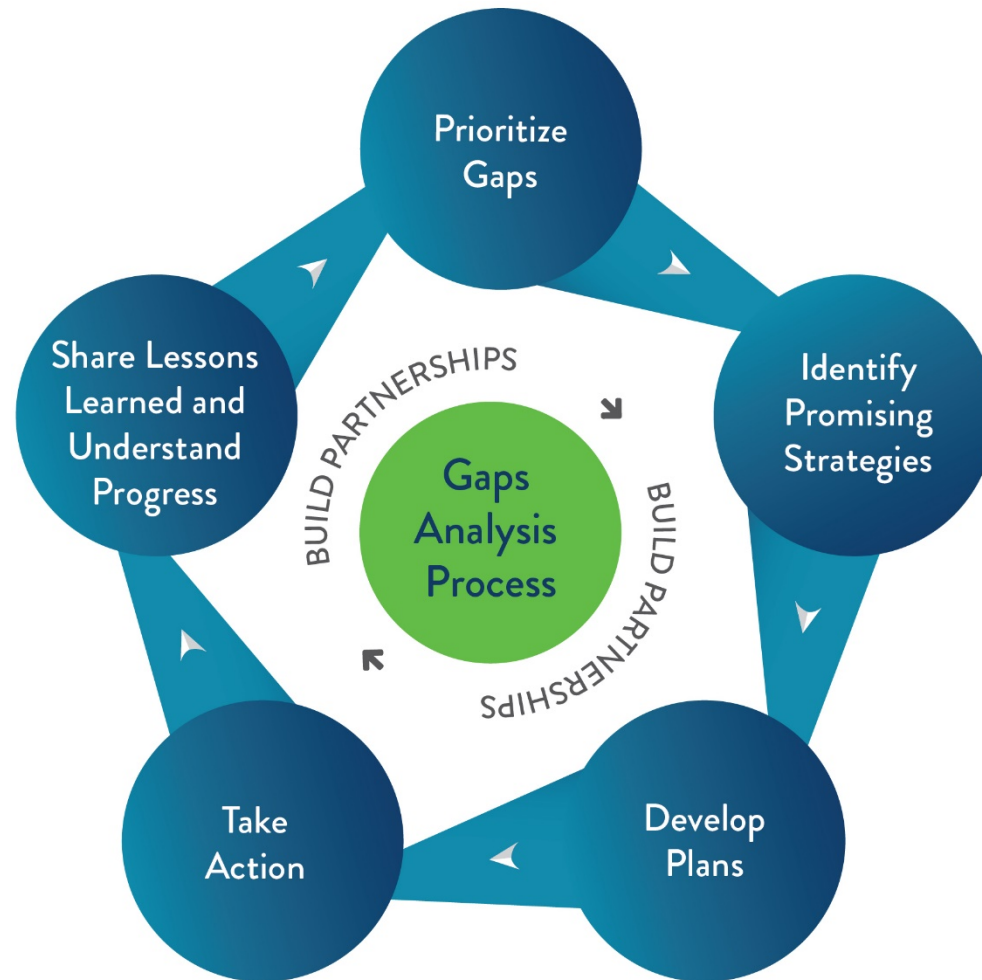 Prioritize
Gaps
Identify
Promising
Strategies
Develop
Plans
Take
Action
Share Lessons
Learned and
Understand
Progress
BUILD PARTNERSHIPS
BUILD PARTNERSHIPS
Gaps
Analysis
Process